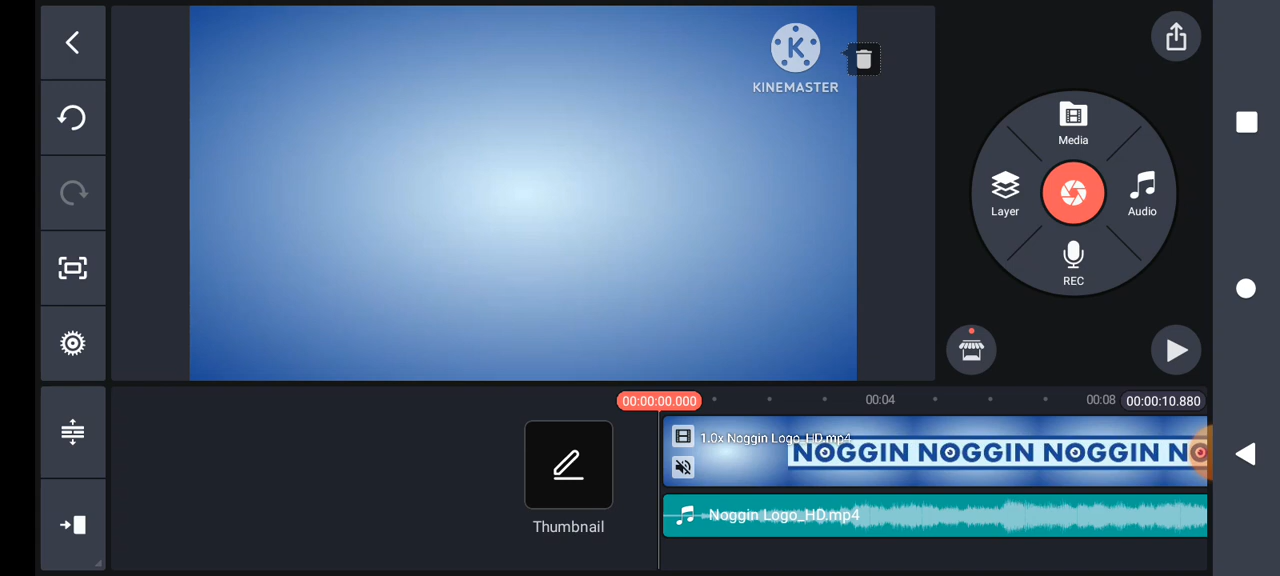 KINEMASTER
Media
Layer
Audio
REC
00:00:00.000
00:04
00:08
00:00:10.880
1.0x Noggin Logo_HD.mp4
NOGGIN NOGGIN NOGGIN NO
Noggin Logo_HD.mp4
Thumbnail